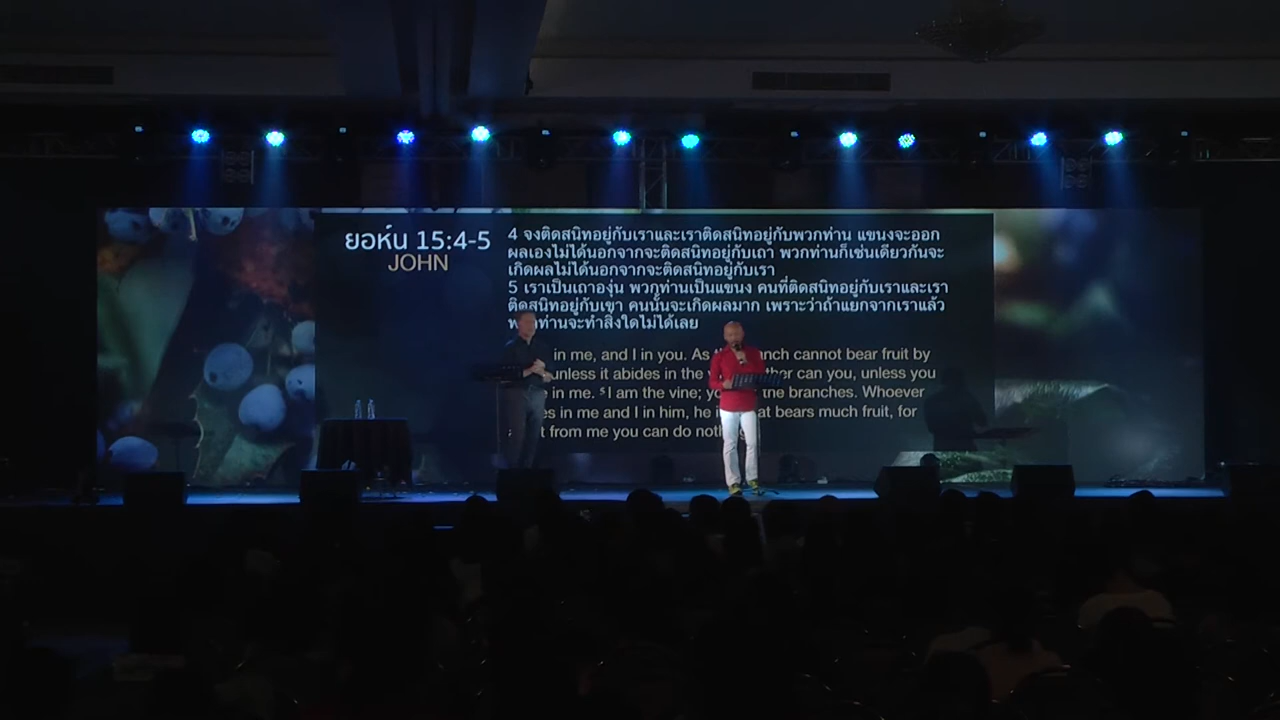 ยอห์น 15:4-5
JOHN
4 จงติดสนิทอยู่กับเราและเราติดสนิทอยู่กับพวกท่าน แขนงจะออก
ผลเองไม่ได้นอกจากจะติดสนิทอยู่กับเถา พวกท่านก็เช่นเดียวกันจะ
เกิดผลไม่ได้นอกจากจะติดสนิทอยู่กับเรา
5 เราเป็นเถาองุ่น พวกท่านเป็นแขนง คนที่ติดสนิทอยู่กับเราและเรา
ติดสนิทอยู่กับเขา คนนั้นจะเกิดผลมาก เพราะว่าถ้าแยกจากเราแล้ว
ท่านจะทำสิ่งใดไม่ได้เลย
in me, and I in you. As cannot bear fruit by
unless it abides in the can you, unless you
in me. ⁵I am the vine; the branches. Whoever
in me and I in him, he bears much fruit, for
from me you can do